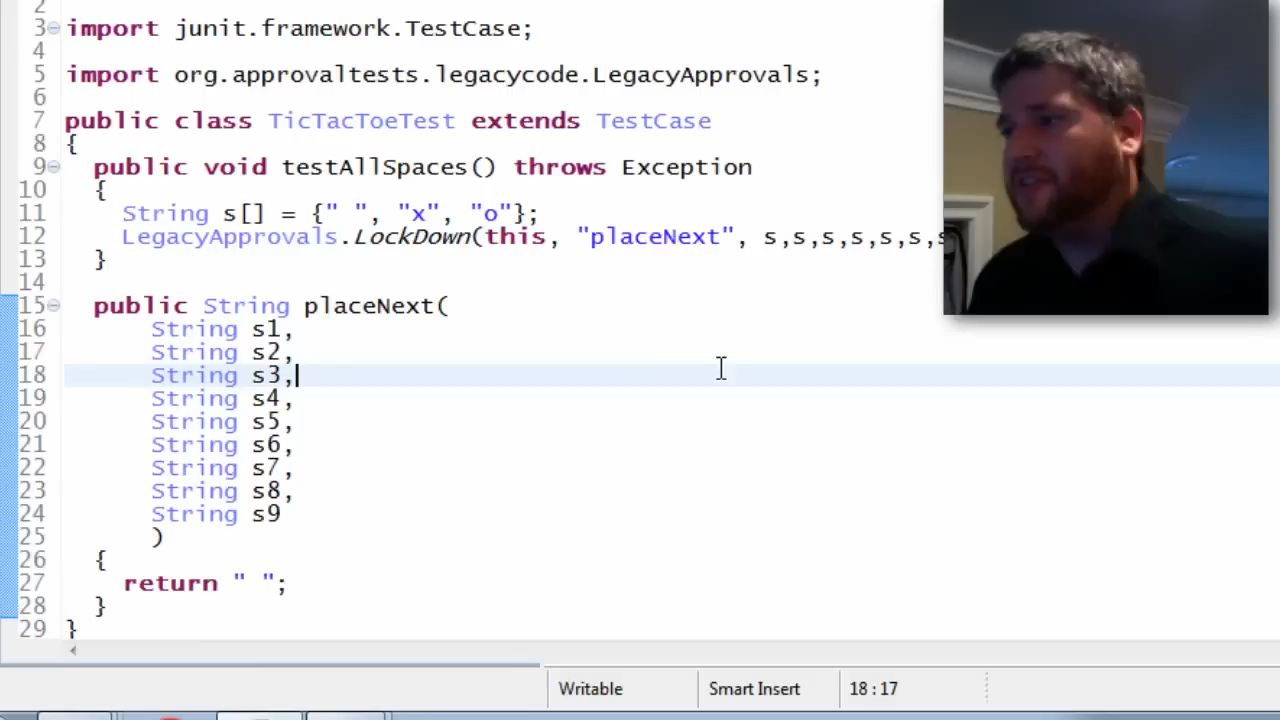 2
3 import junit.framework.TestCase;
4
5 import org.approvaltests.legacycode.LegacyApprovals;
6
7 public class TicTacToeTest extends TestCase
8 {
9 public void testAllSpaces() throws Exception
10 {
11 String s[] = {" ", "x", "o"};
12 LegacyApprovals.LockDown(this, "placeNext", s,s,s,s,s,s,s
13 }
14
15 public String placeNext(
16 String s1,
17 String s2,
18 String s3,
19 String s4,
20 String s5,
21 String s6,
22 String s7,
23 String s8,
24 String s9
25 )
26 {
27 return " ";
28 }
29 }
Writable Smart Insert 18 : 17